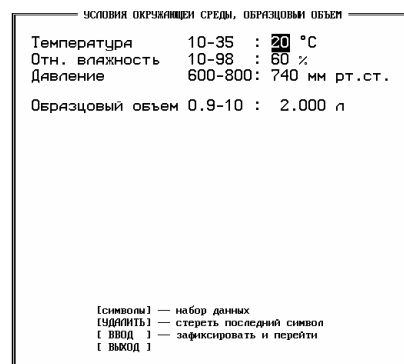 УСЛОВИЯ ОКРУЖАЮЩЕЙ СРЕДЫ, ОБРАЗЦОВЫЙ ОБЪЕМ
Температура 10-35 : 20 °C
Отн. влажность 10-98 : 60 %
Давление 600-800: 740 мм рт.ст.
Образцовый объем 0.9-10 : 2.000 л
[символы] — набор данных
[УДАЛИТЬ] — стереть последний символ
[ ВВОД ] — зафиксировать и перейти
[ ВЫХОД ]